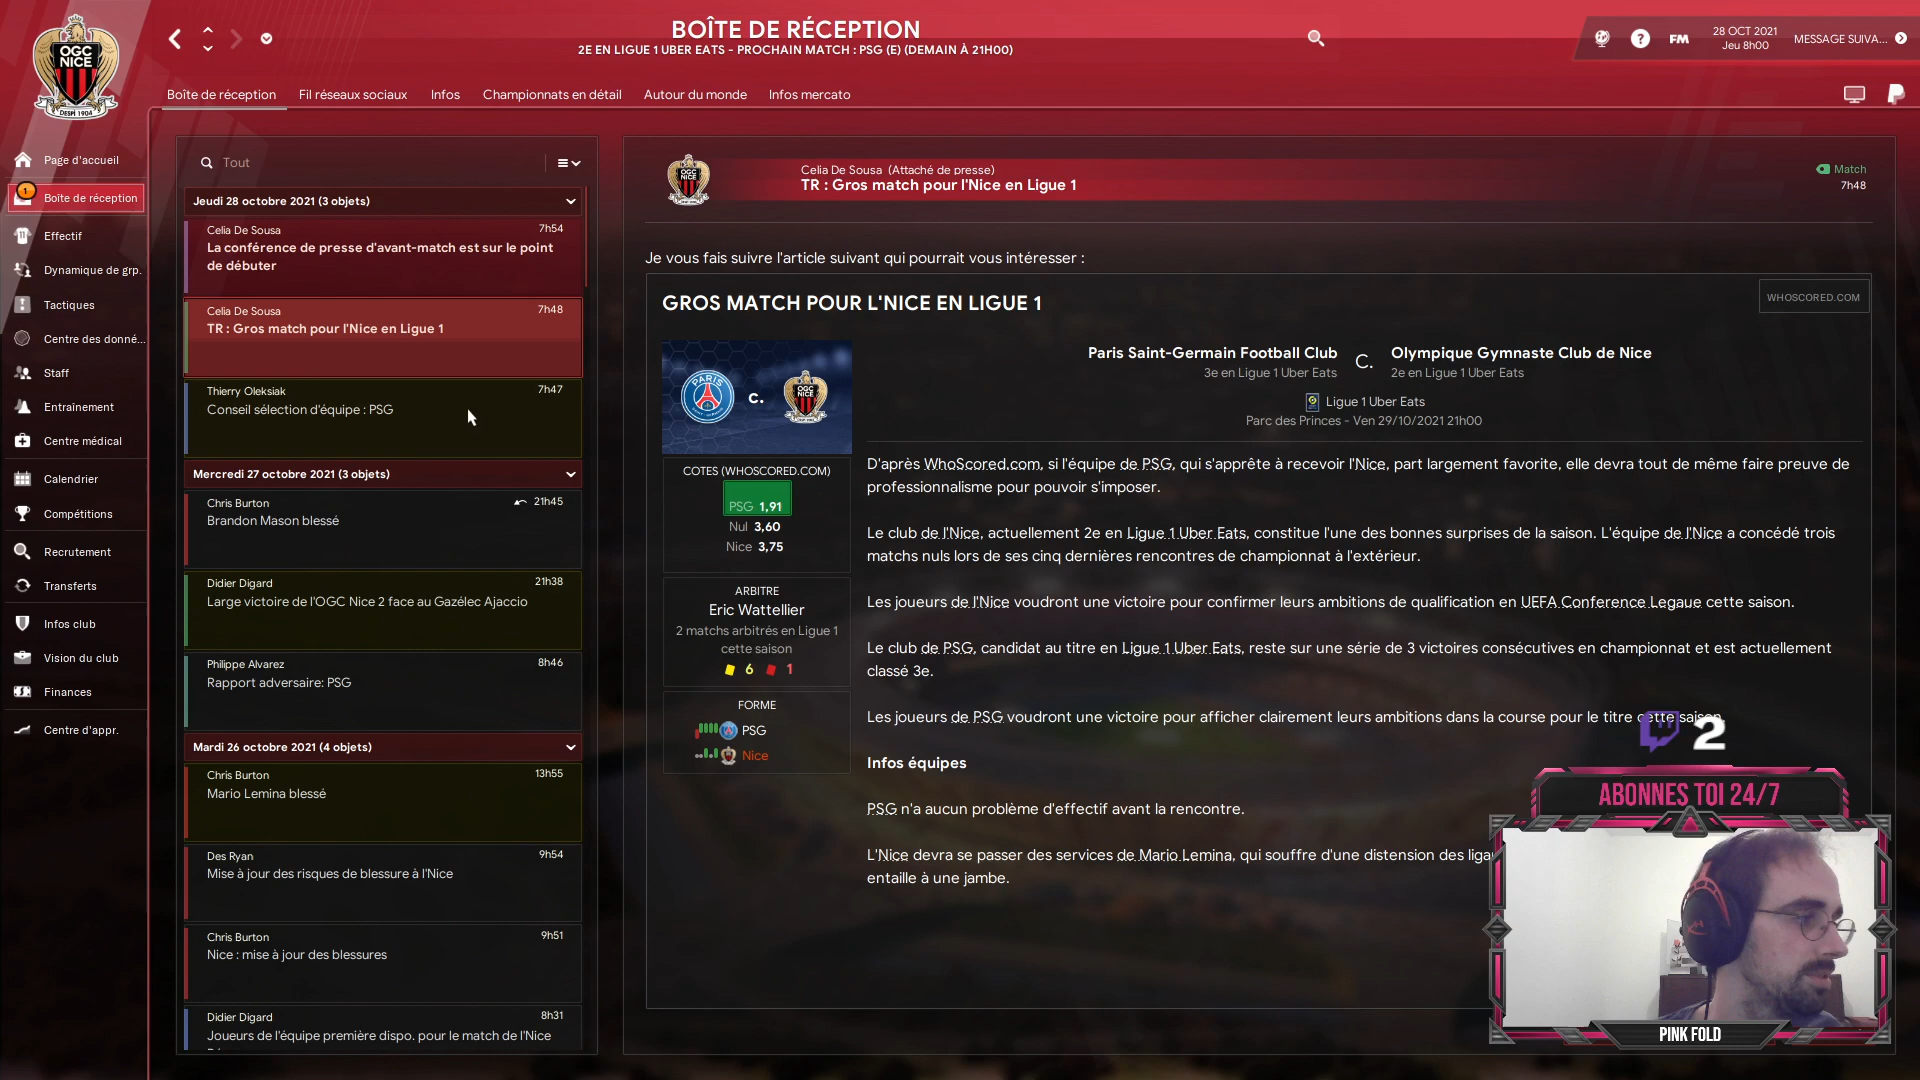 OGC
NICE
DEPUIS 1904
BOÎTE DE RÉCEPTION
2E EN LIGUE 1 UBER EATS - PROCHAIN MATCH : PSG (E) (DEMAIN À 21H00)
?
FM
28 OCT 2021
Jeu 8h00
MESSAGE SUIVA...
Boîte de réception
Fil réseaux sociaux
Infos
Championnats en détail
Autour du monde
Infos mercato
Page d'accueil
1
Boîte de réception
Effectif
Dynamique de grp.
Tactiques
Centre des donné...
Staff
Entraînement
Centre médical
Calendrier
Compétitions
Recrutement
Transferts
Infos club
Vision du club
Finances
Centre d'appr.
Tout
Jeudi 28 octobre 2021 (3 objets)
Celia De Sousa 7h54
La conférence de presse d'avant-match est sur le point
de débuter
Celia De Sousa 7h48
TR : Gros match pour l'Nice en Ligue 1
Thierry Oleksiak 7h47
Conseil sélection d'équipe : PSG
Mercredi 27 octobre 2021 (3 objets)
Chris Burton 21h45
Brandon Mason blessé
Didier Digard 21h38
Large victoire de l'OGC Nice 2 face au Gazélec Ajaccio
Philippe Alvarez 8h46
Rapport adversaire: PSG
Mardi 26 octobre 2021 (4 objets)
Chris Burton 13h55
Mario Lemina blessé
Des Ryan 9h54
Mise à jour des risques de blessure à l'Nice
Chris Burton 9h51
Nice : mise à jour des blessures
Didier Digard 8h31
Joueurs de l'équipe première dispo. pour le match de l'Nice
OGC
NICE
Celia De Sousa (Attaché de presse)
TR : Gros match pour l'Nice en Ligue 1
Match
7h48
Je vous fais suivre l'article suivant qui pourrait vous intéresser :
GROS MATCH POUR L'NICE EN LIGUE 1
WHOSCORED.COM
PARIS
C.
OGC
NICE
Paris Saint-Germain Football Club
3e en Ligue 1 Uber Eats
C.
Olympique Gymnaste Club de Nice
2e en Ligue 1 Uber Eats
Ligue 1 Uber Eats
Parc des Princes - Ven 29/10/2021 21h00
COTES (WHOSCORED.COM)
PSG 1,91
Nul 3,60
Nice 3,75
ARBITRE
Eric Wattellier
2 matchs arbitrés en Ligue 1
cette saison
6 1
FORME
PSG
Nice
D'après WhoScored.com, si l'équipe de PSG, qui s'apprête à recevoir l'Nice, part largement favorite, elle devra tout de même faire preuve de
professionnalisme pour pouvoir s'imposer.
Le club de l'Nice, actuellement 2e en Ligue 1 Uber Eats, constitue l'une des bonnes surprises de la saison. L'équipe de l'Nice a concédé trois
matchs nuls lors de ses cinq dernières rencontres de championnat à l'extérieur.
Les joueurs de l'Nice voudront une victoire pour confirmer leurs ambitions de qualification en UEFA Conference Legaue cette saison.
Le club de PSG, candidat au titre en Ligue 1 Uber Eats, reste sur une série de 3 victoires consécutives en championnat et est actuellement
classé 3e.
Les joueurs de PSG voudront une victoire pour afficher clairement leurs ambitions dans la course pour le titre cette saison.
Infos équipes
PSG n'a aucun problème d'effectif avant la rencontre.
L'Nice devra se passer des services de Mario Lemina, qui souffre d'une distension des liga
entaille à une jambe.
2
ABONNES TOI 24/7
PINK FOLD